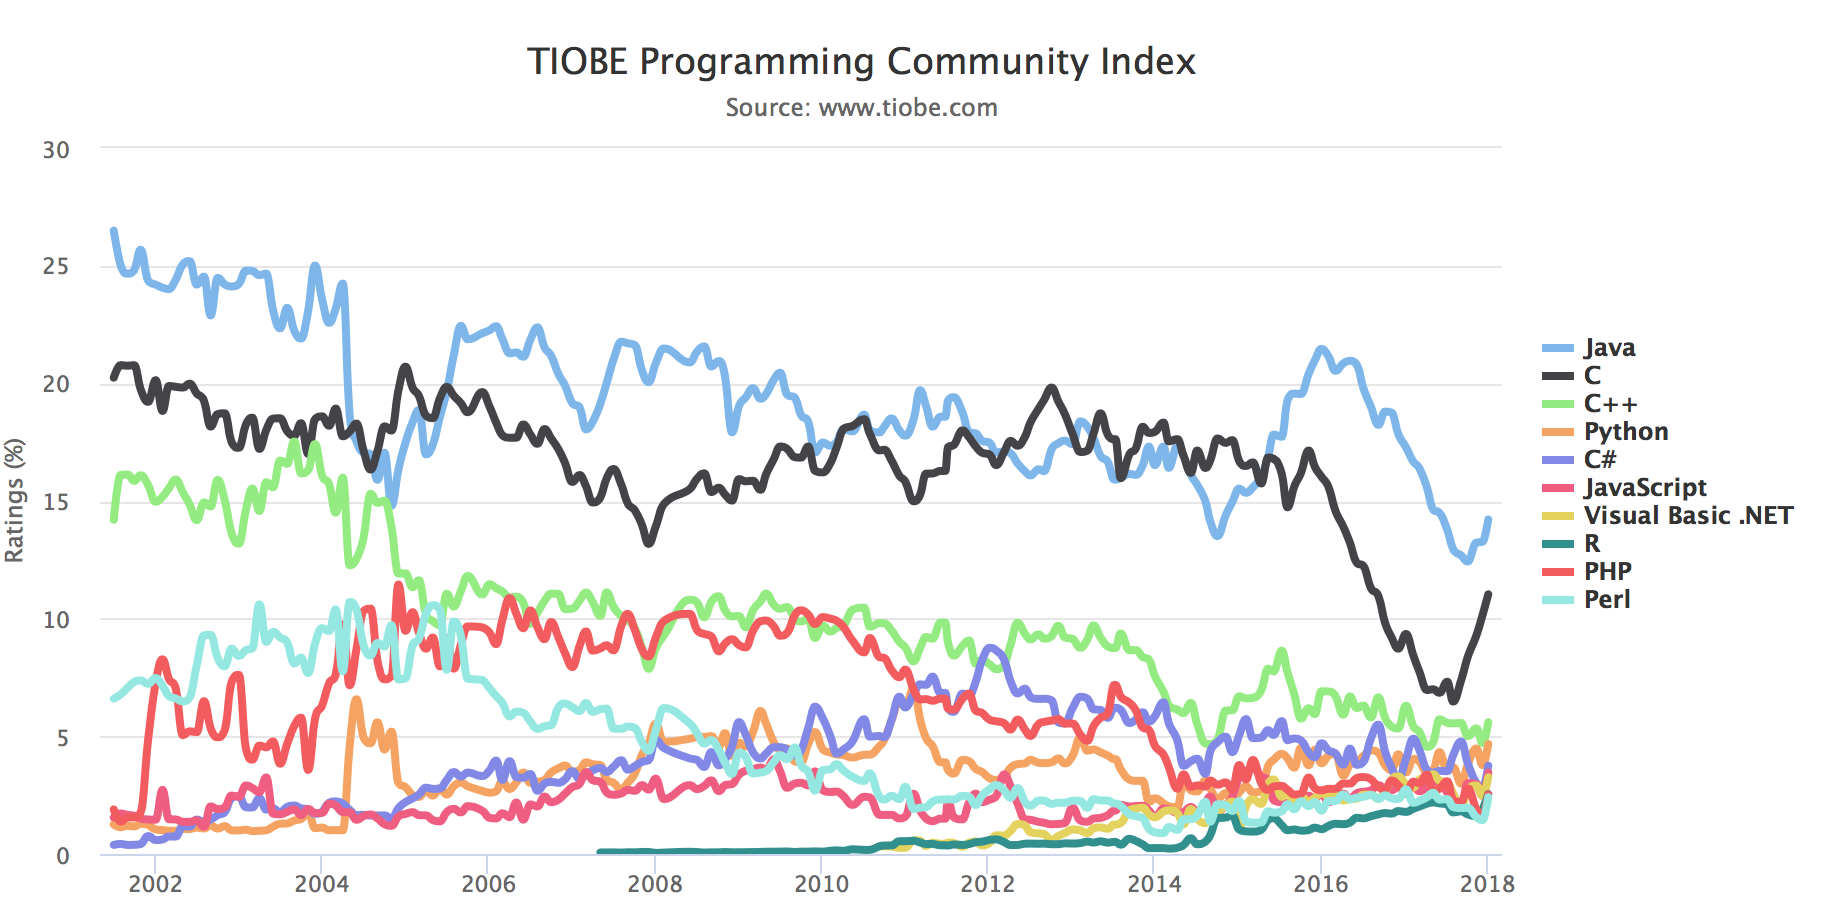 TIOBE Programming Community Index
Source: www.tiobe.com
Ratings (%)
30
25
20
15
10
5
0
2002 2004 2006 2008 2010 2012 2014 2016 2018
Java
C
C++
Python
C#
JavaScript
Visual Basic .NET
R
PHP
Perl